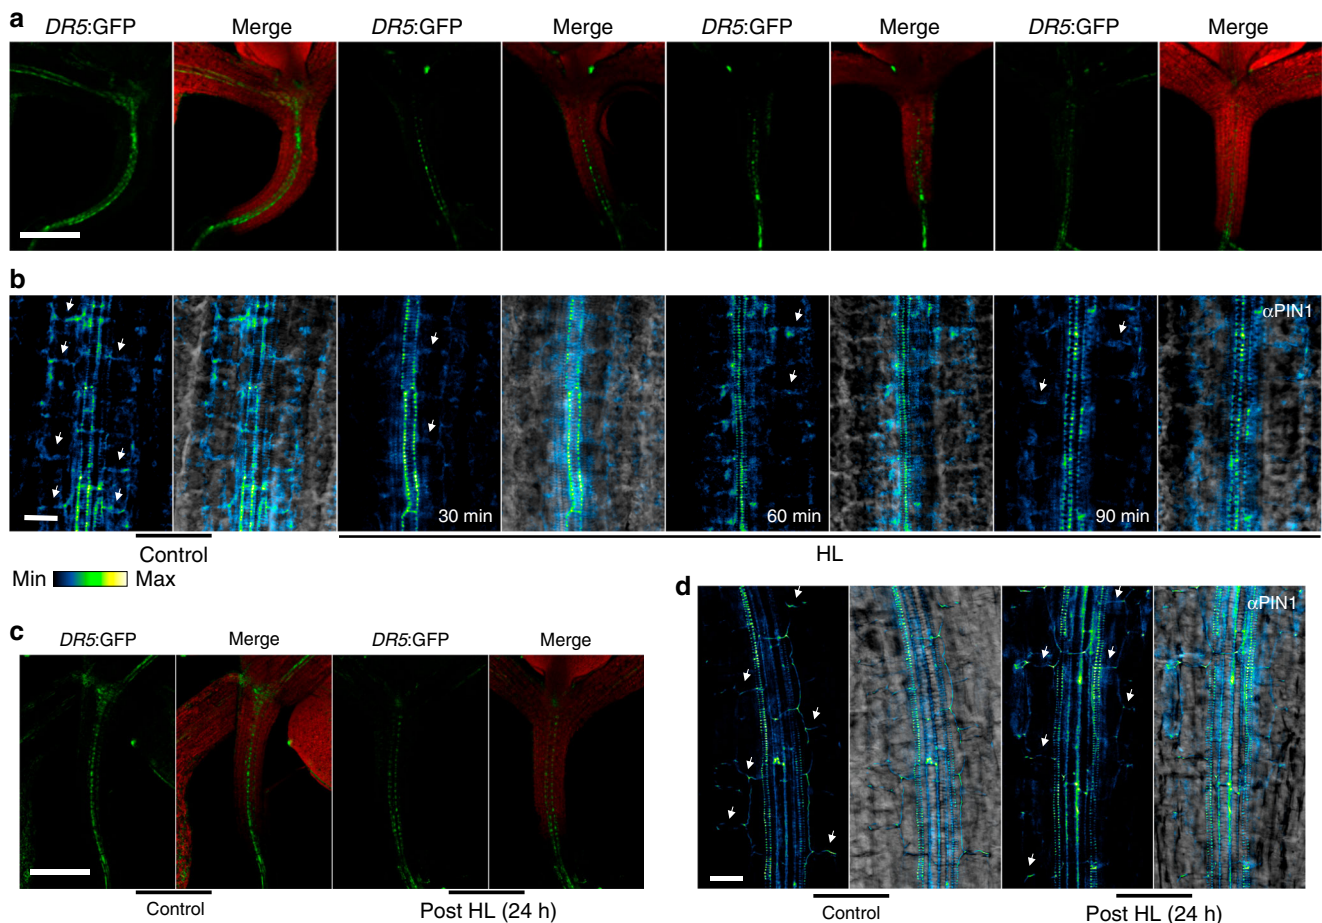 a
DR5:GFP Merge DR5:GFP Merge DR5:GFP Merge DR5:GFP Merge
b
αPIN1
30 min 60 min 90 min
Control HL
Min Max
c
DR5:GFP Merge DR5:GFP Merge
Control Post HL (24 h)
d
αPIN1
Control Post HL (24 h)